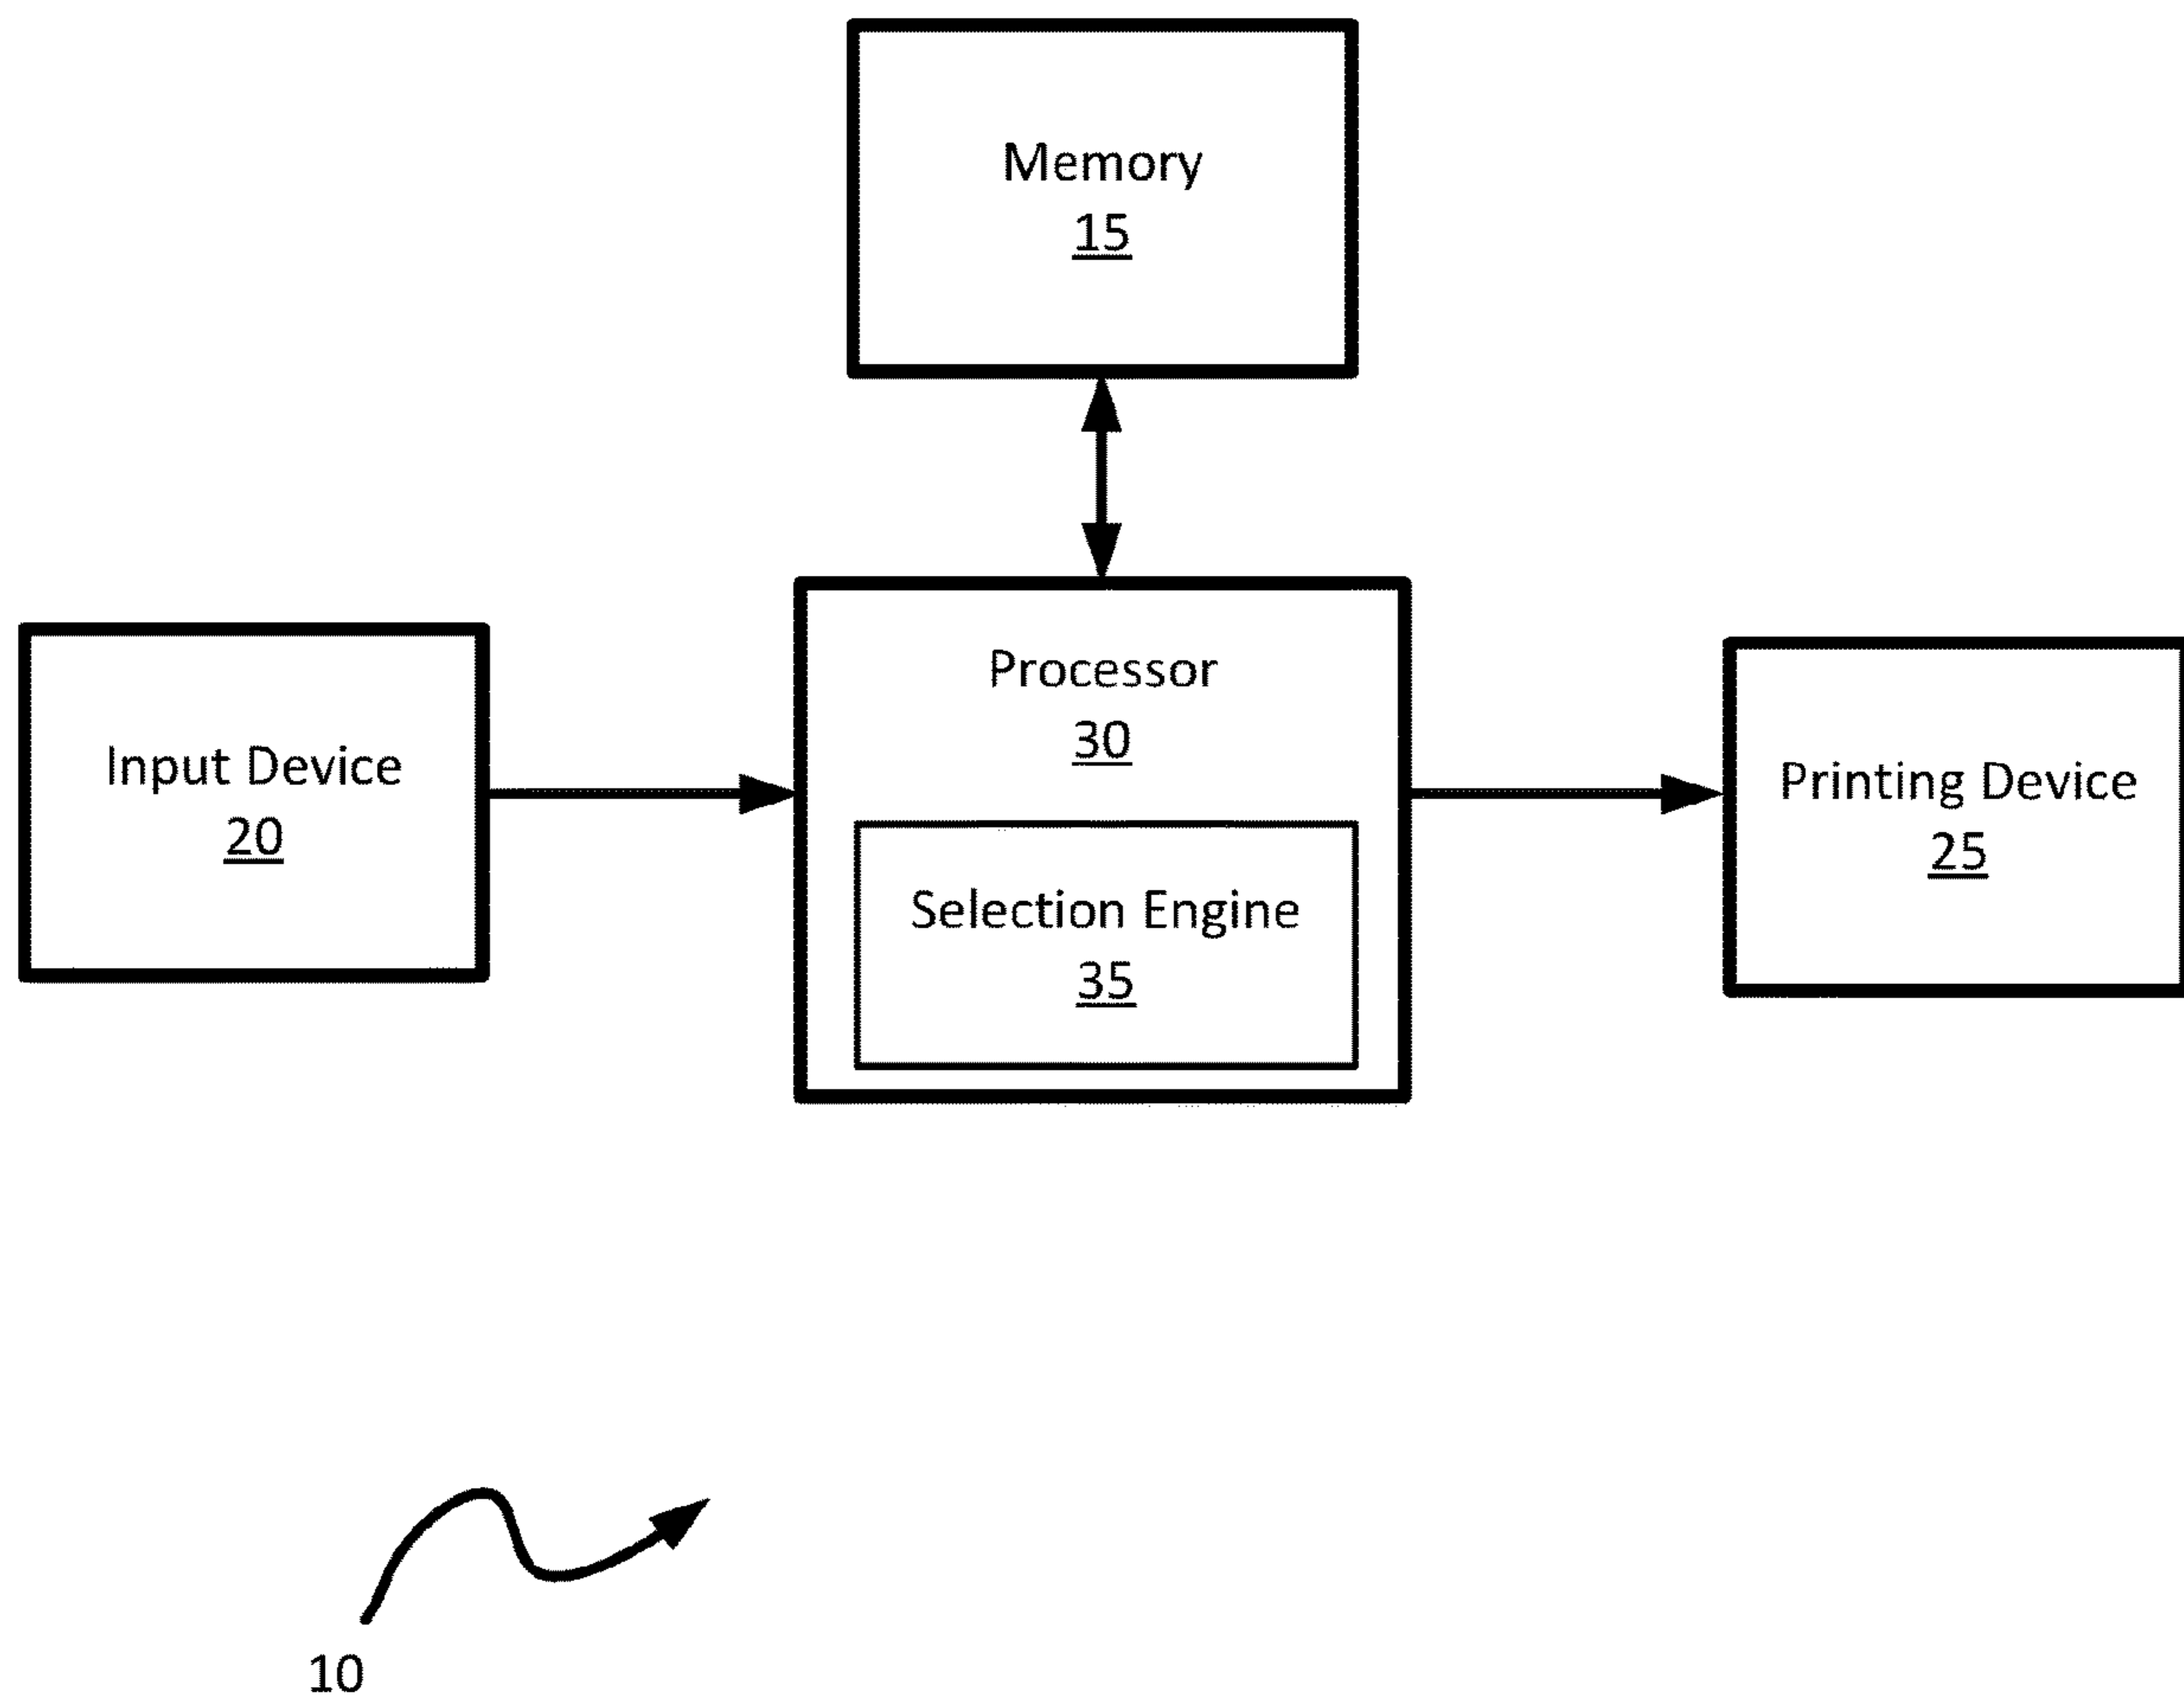 Memory
15
Processor
30
Input Device
20
Printing Device
25
Selection Engine
35
10